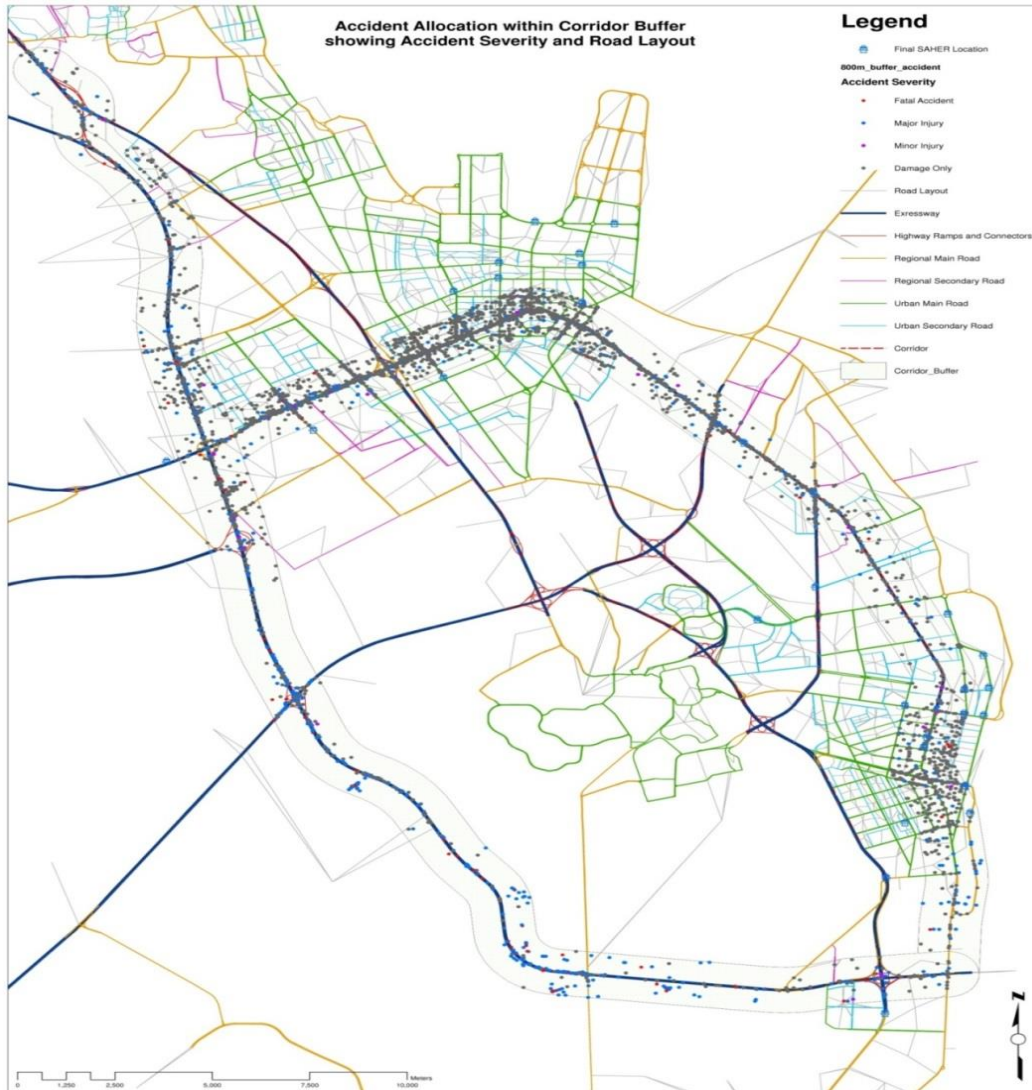 Accident Allocation within Corridor Buffer
showing Accident Severity and Road Layout
Legend
Final SAHER Location
800m_buffer_accident
Accident Severity
Fatal Accident
Major Injury
Minor Injury
Damage Only
Road Layout
Exressway
Highway Ramps and Connectors
Regional Main Road
Regional Secondary Road
Urban Main Road
Urban Secondary Road
Corridor
Corridor_Buffer
N
Meters
0 1,250 2,500 5,000 7,500 10,000